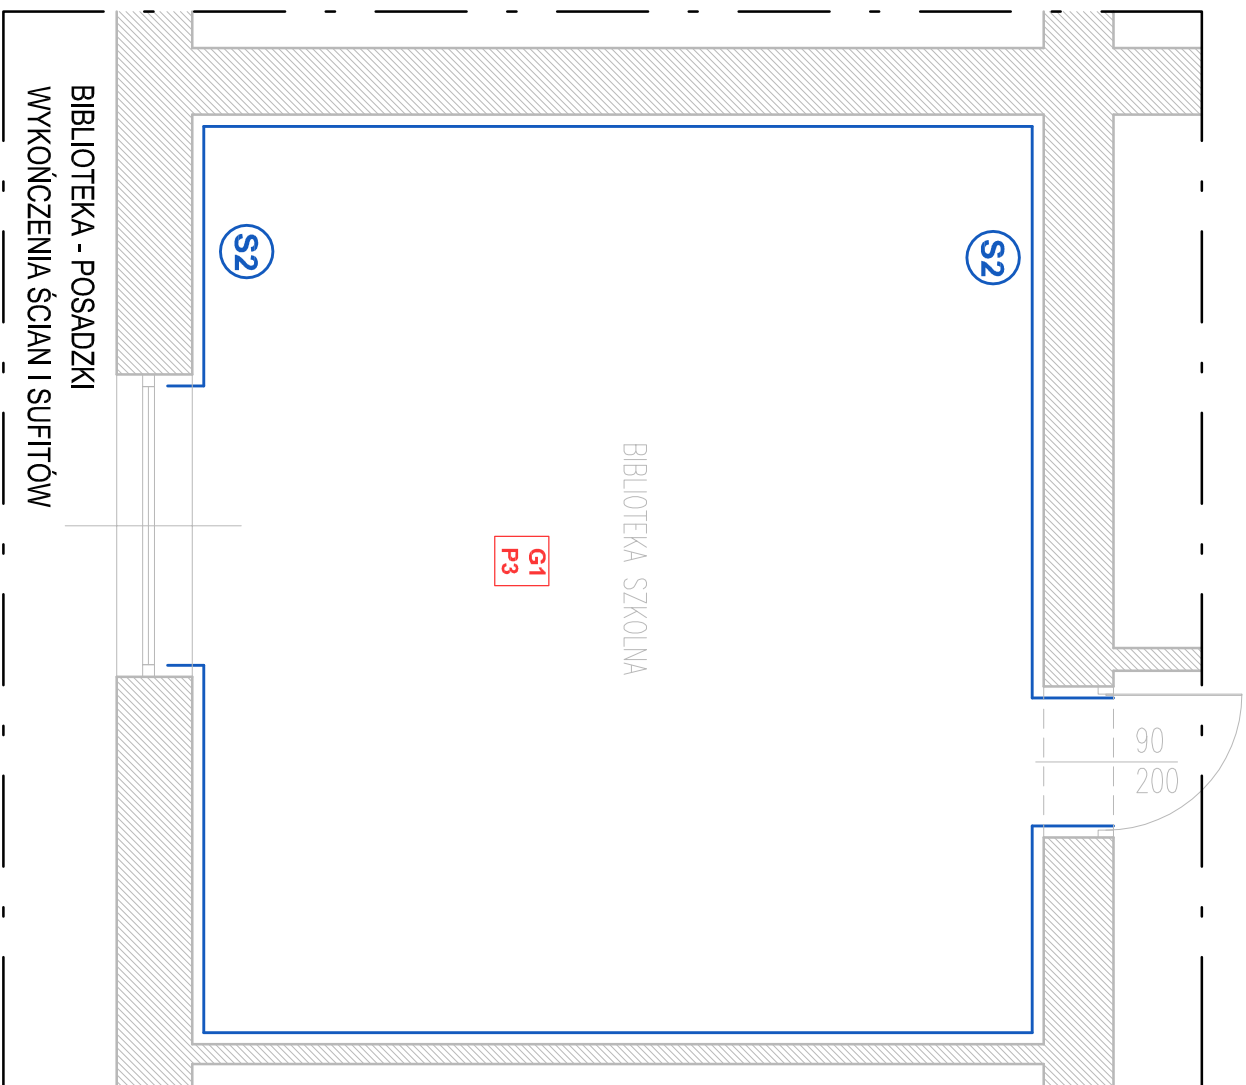 BIBLIOTEKA - POSADZKI
WYKOŃCZENIA ŚCIAN I SUFITÓW
S2
S2
BIBLIOTEKA SZKOLNA
G1
P3
90
200